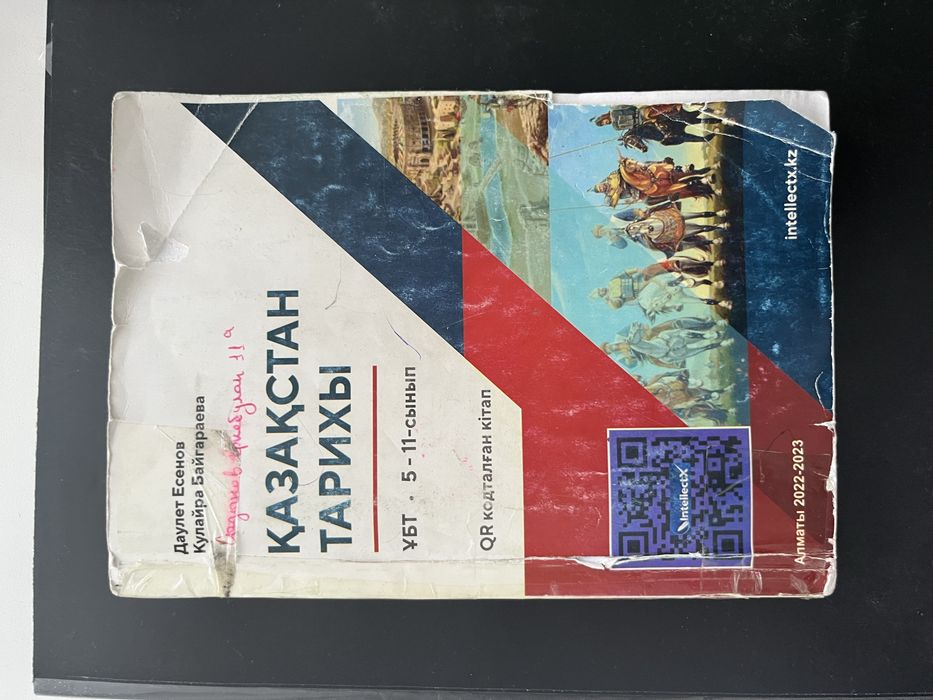 Даулет Есенов
Кулайра Байгараева
11ª
ҚАЗАҚСТАН
ТАРИХЫ
ҰБТ • 5 - 11-сынып
QR кодталған кітап
IntellectX
Алматы 2022-2023
intellectx.kz